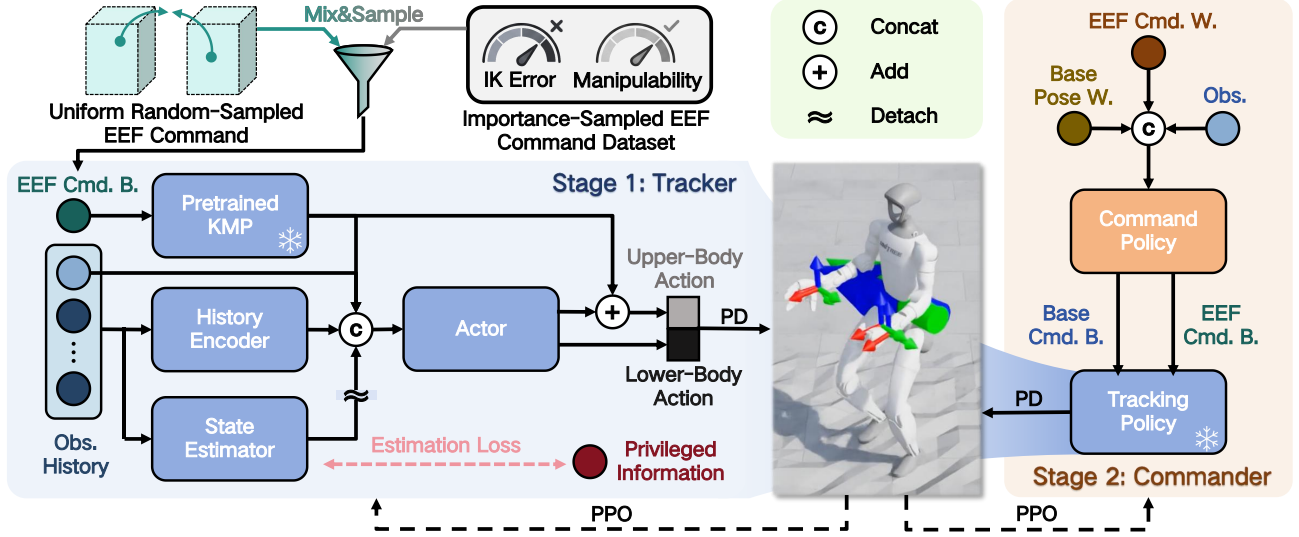 Mix&Sample
IK Error
Manipulability
Uniform Random-Sampled
EEF Command
Importance-Sampled EEF
Command Dataset
C
Concat
+
Add
≈
Detach
EEF Cmd. W.
Base
Pose W.
Obs.
C
Command
Policy
Base
Cmd. B.
EEF
Cmd. B.
Tracking
Policy
PD
Stage 2: Commander
Stage 1: Tracker
EEF Cmd. B.
Pretrained
KMP
History
Encoder
State
Estimator
Obs.
History
C
Actor
+
Upper-Body
Action
Lower-Body
Action
PD
≈
Estimation Loss
Privileged
Information
PPO
PPO